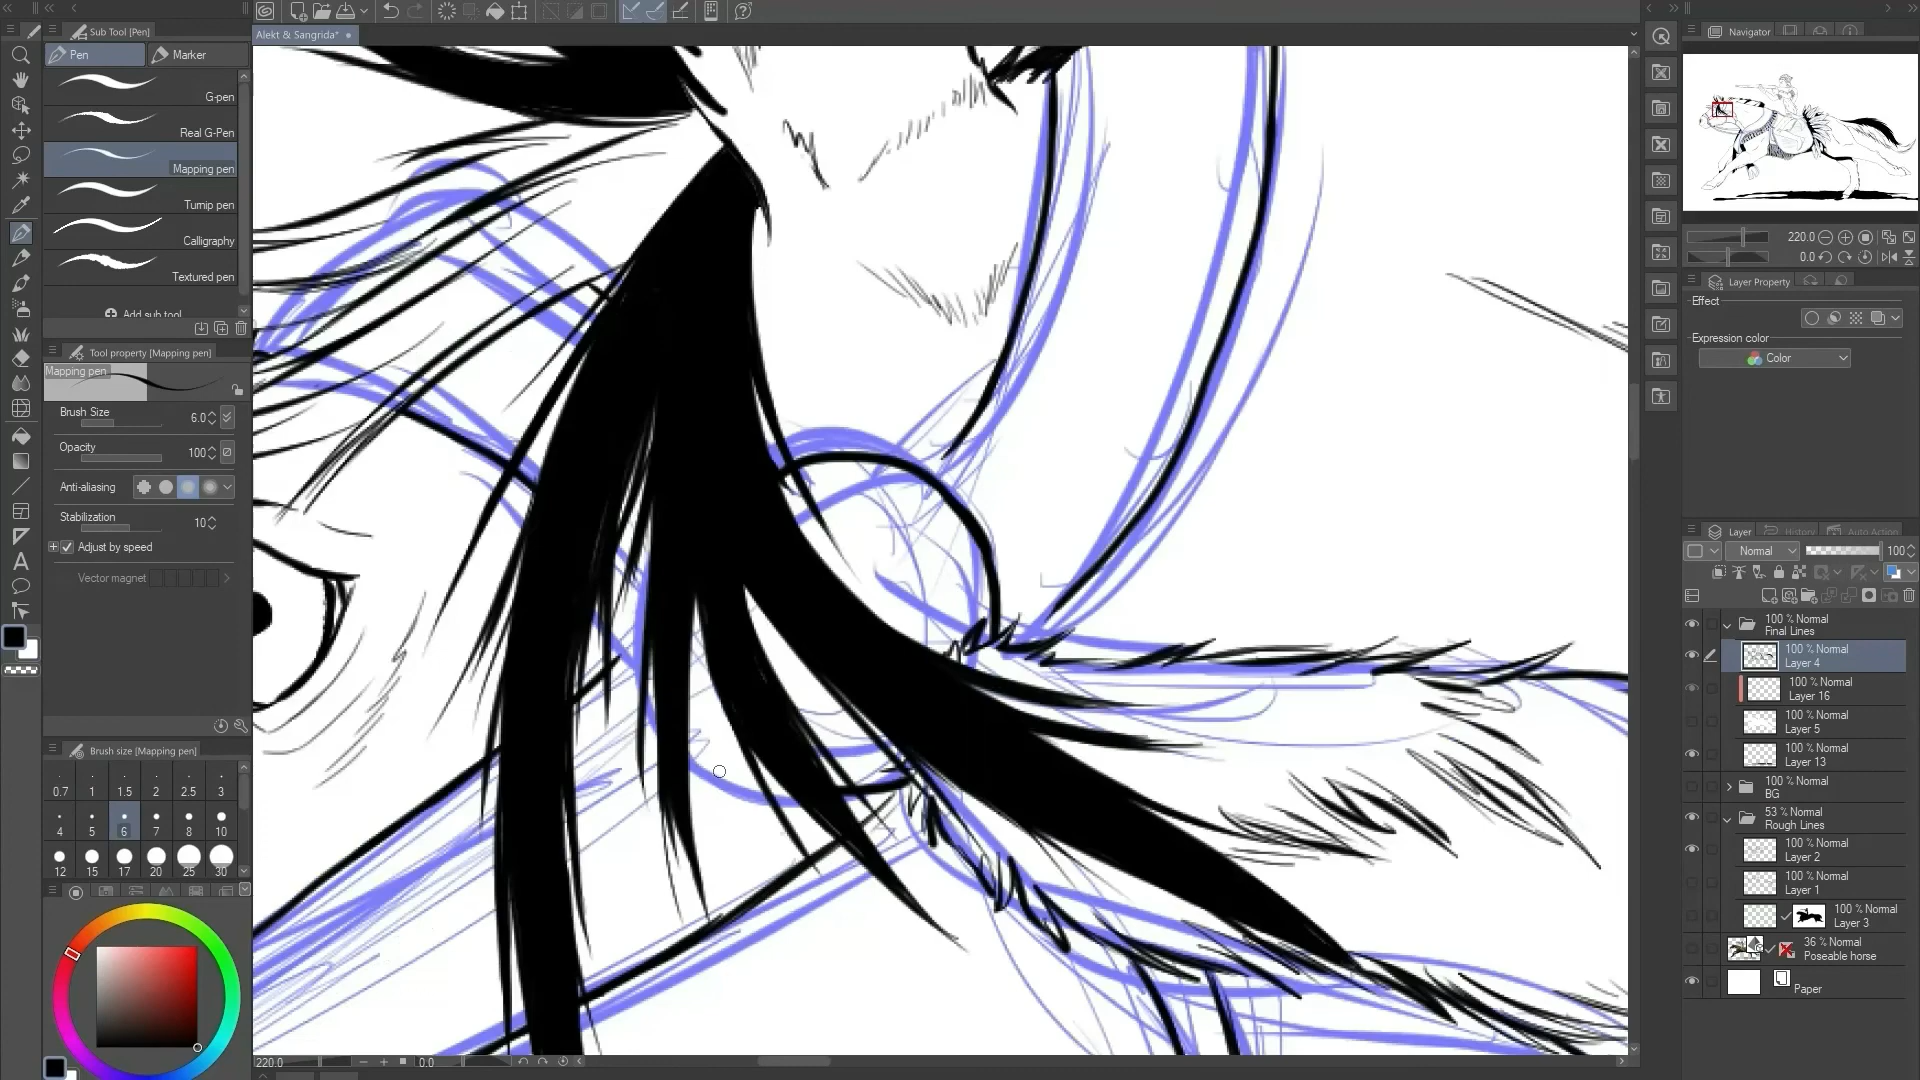 Sub Tool [Pen]
Pen
Marker
G-pen
Real G-Pen
Mapping pen
Turnip pen
Calligraphy
Textured pen
Add sub tool
Tool property [Mapping pen]
Mapping pen
Brush Size 6.0
Opacity 100
Anti-aliasing
Stabilization 10
Adjust by speed
Vector magnet
Brush size [Mapping pen]
0.7 1 1.5 2 2.5 3
4 5 6 7 8 10
12 15 17 20 25 30
Alekt & Sangrida*
220.0 0.0
Navigator
220.0
0.0
Layer Property
Effect
Expression color
Color
Layer History Auto Action
Normal 100
100 % Normal
Final Lines
100 % Normal
Layer 4
100 % Normal
Layer 16
100 % Normal
Layer 5
100 % Normal
Layer 13
100 % Normal
BG
53 % Normal
Rough Lines
100 % Normal
Layer 2
100 % Normal
Layer 1
100 % Normal
Layer 3
36 % Normal
Poseable horse
Paper